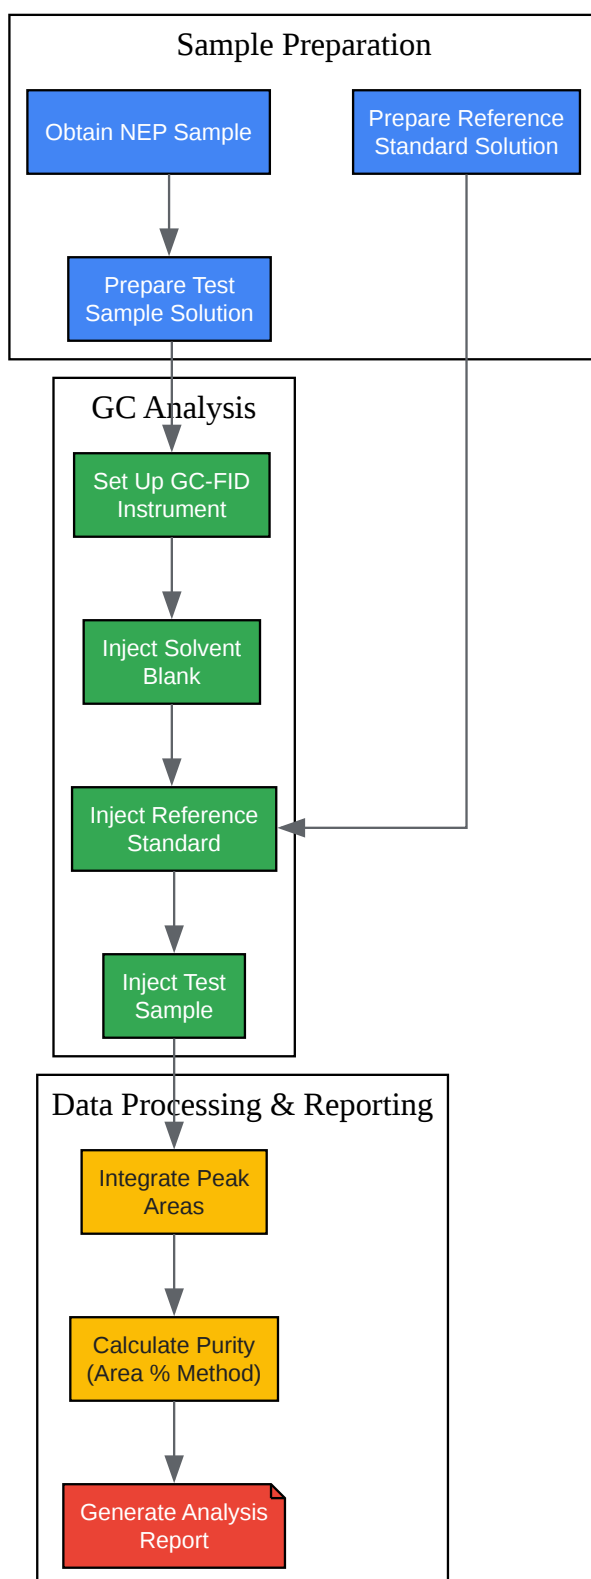 Sample Preparation
Obtain NEP Sample
Prepare Reference
Standard Solution
Prepare Test
Sample Solution
GC Analysis
Set Up GC-FID
Instrument
Inject Solvent
Blank
Inject Reference
Standard
Inject Test
Sample
Data Processing & Reporting
Integrate Peak
Areas
Calculate Purity
(Area % Method)
Generate Analysis
Report